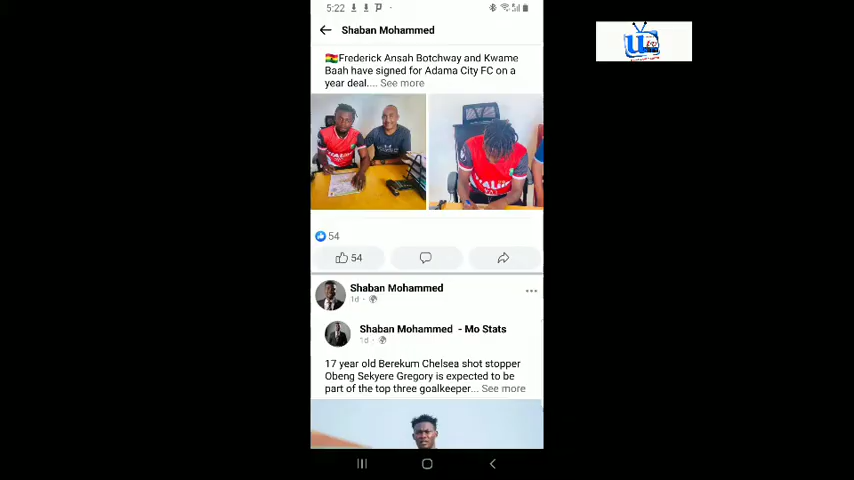 5:22
Shaban Mohammed
🇬🇭Frederick Ansah Botchway and Kwame
Baah have signed for Adama City FC on a
year deal.... See more
54
54
Shaban Mohammed
1d ·
Shaban Mohammed - Mo Stats
1d ·
17 year old Berekum Chelsea shot stopper
Obeng Sekyere Gregory is expected to be
part of the top three goalkeeper... See more